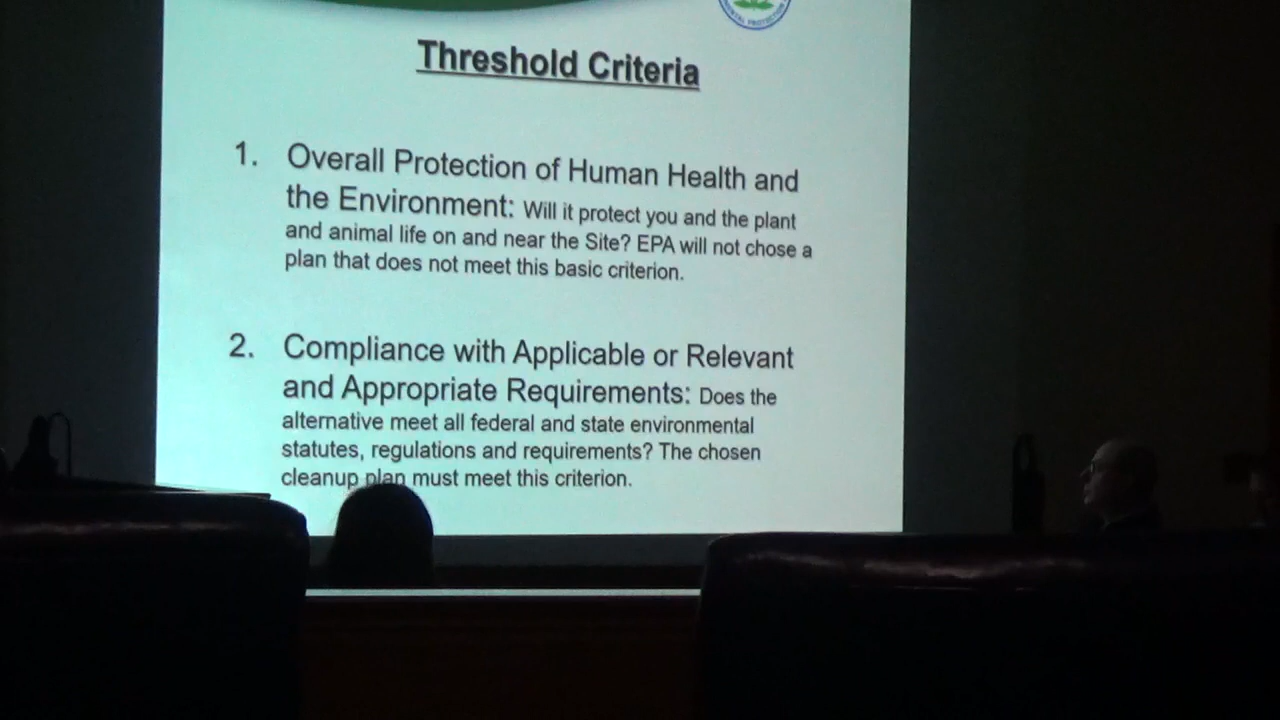 MENTAL PROTECTION
Threshold Criteria
1. Overall Protection of Human Health and
the Environment: Will it protect you and the plant
and animal life on and near the Site? EPA will not chose a
plan that does not meet this basic criterion.
2. Compliance with Applicable or Relevant
and Appropriate Requirements: Does the
alternative meet all federal and state environmental
statutes, regulations and requirements? The chosen
cleanup plan must meet this criterion.